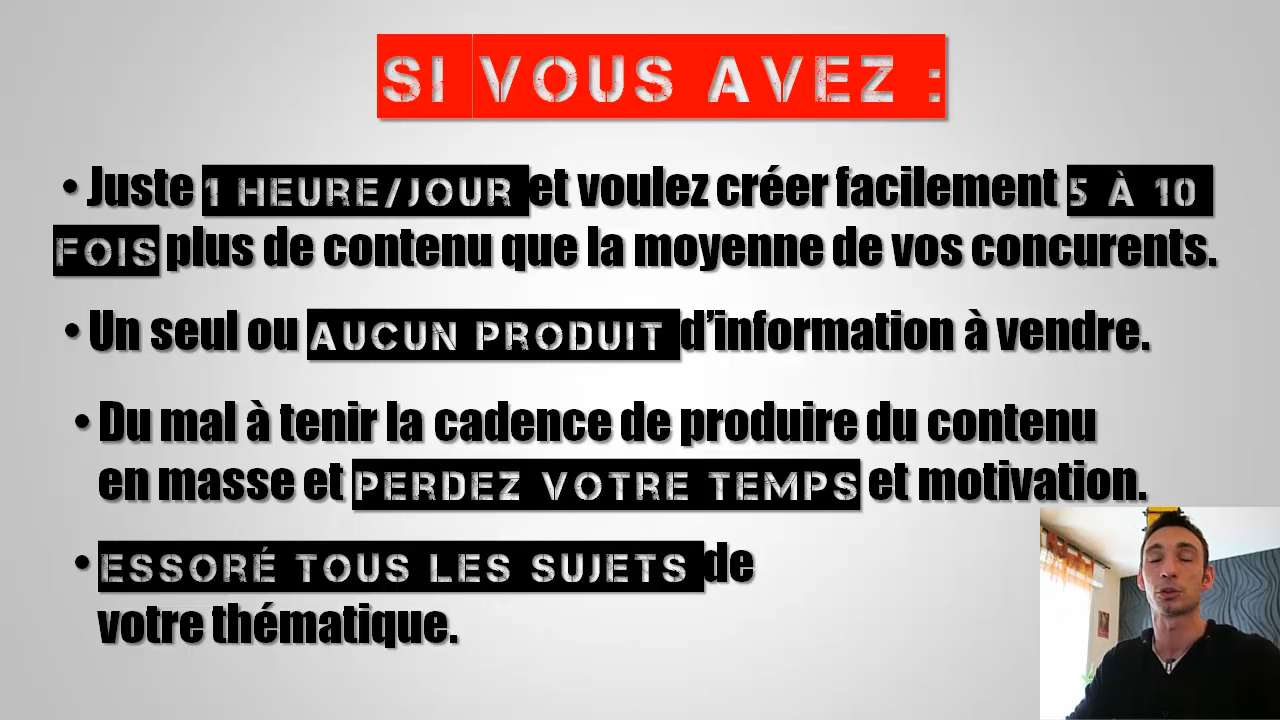 SI VOUS AVEZ :
• Juste 1 HEURE/JOUR et voulez créer facilement 5 À 10
FOIS plus de contenu que la moyenne de vos concurents.
• Un seul ou AUCUN PRODUIT d’information à vendre.
• Du mal à tenir la cadence de produire du contenu
en masse et PERDEZ VOTRE TEMPS et motivation.
• ESSORÉ TOUS LES SUJETS de
votre thématique.